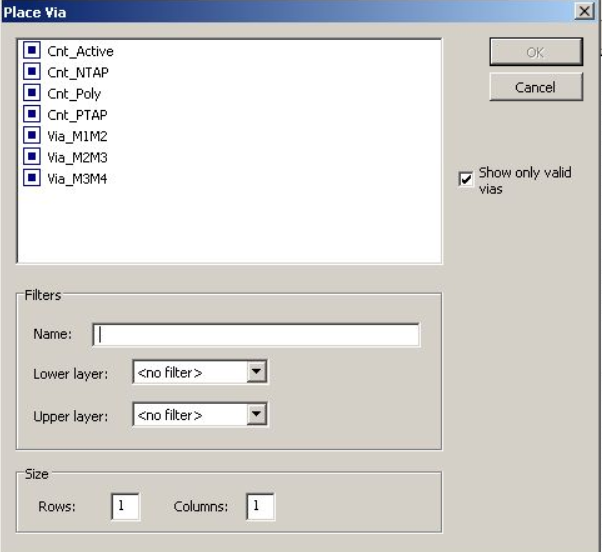 Place Via
Cnt_Active
Cnt_NTAP
Cnt_Poly
Cnt_PTAP
Via_M1M2
Via_M2M3
Via_M3M4
OK
Cancel
Show only valid
vias
Filters
Name:
Lower layer: <no filter>
Upper layer: <no filter>
Size
Rows: 1 Columns: 1